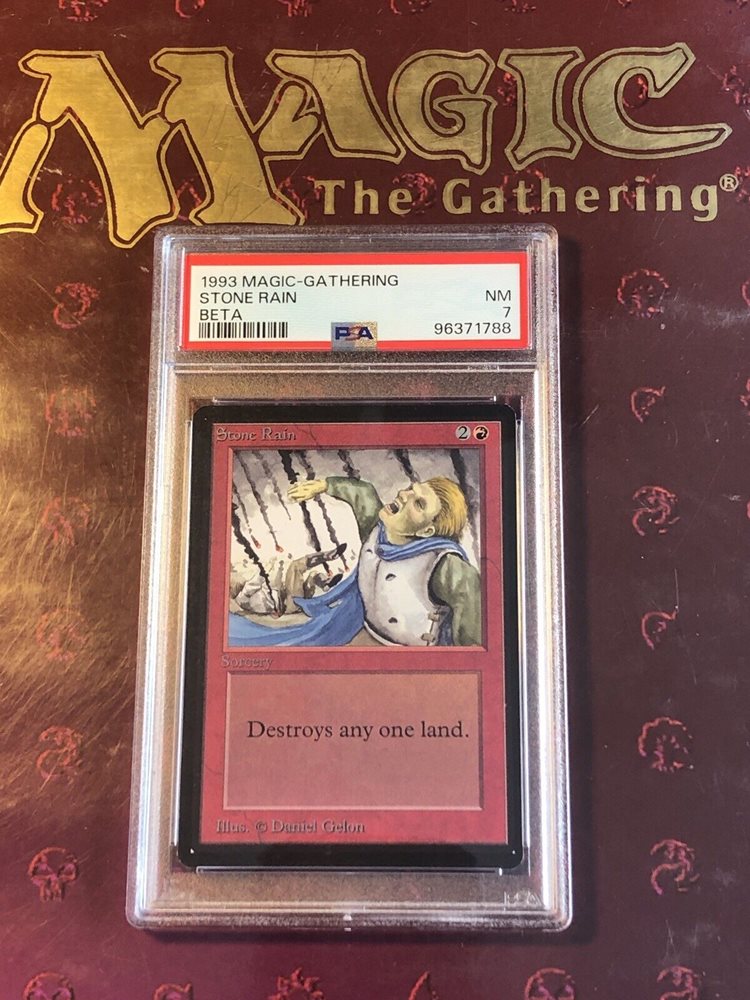 MAGIC
The Gathering®
1993 MAGIC-GATHERING
STONE RAIN NM
BETA 7
PSA 96371788
Stone Rain 2
Sorcery
Destroys any one land.
Illus. © Daniel Gelon